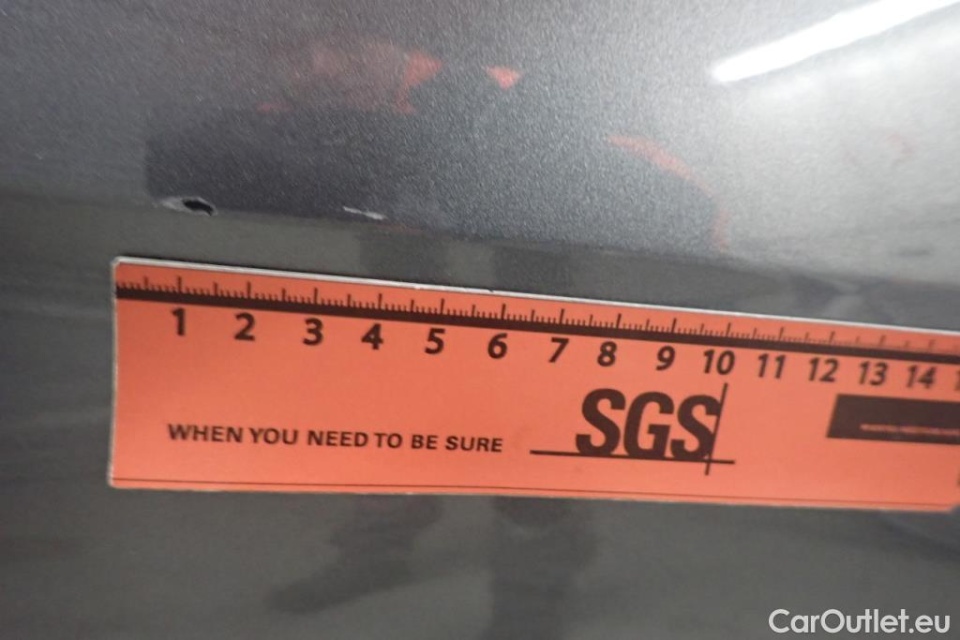 1 2 3 4 5 6 7 8 9 10 11 12 13 14
SGS
WHEN YOU NEED TO BE SURE
CarOutlet.eu